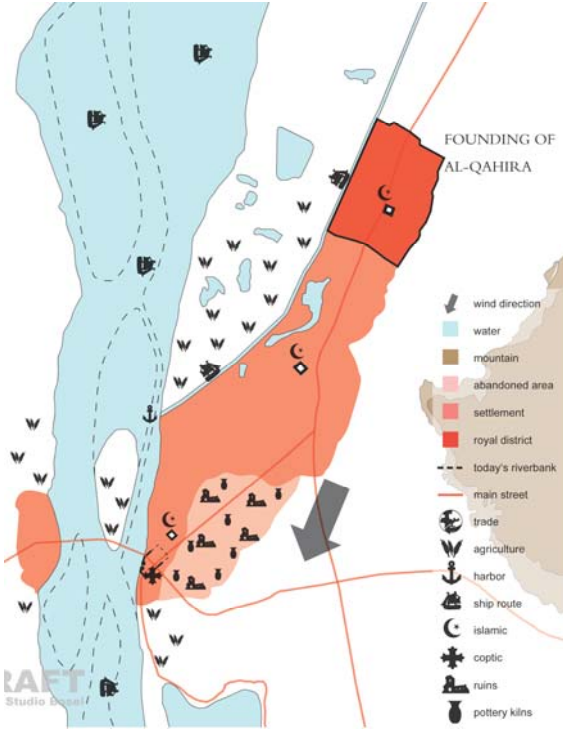 FOUNDING OF
AL-QAHIRA
wind direction
water
mountain
abandoned area
settlement
royal district
today's riverbank
main street
trade
agriculture
harbor
ship route
islamic
coptic
ruins
pottery kilns
RAFT
Studio Basel